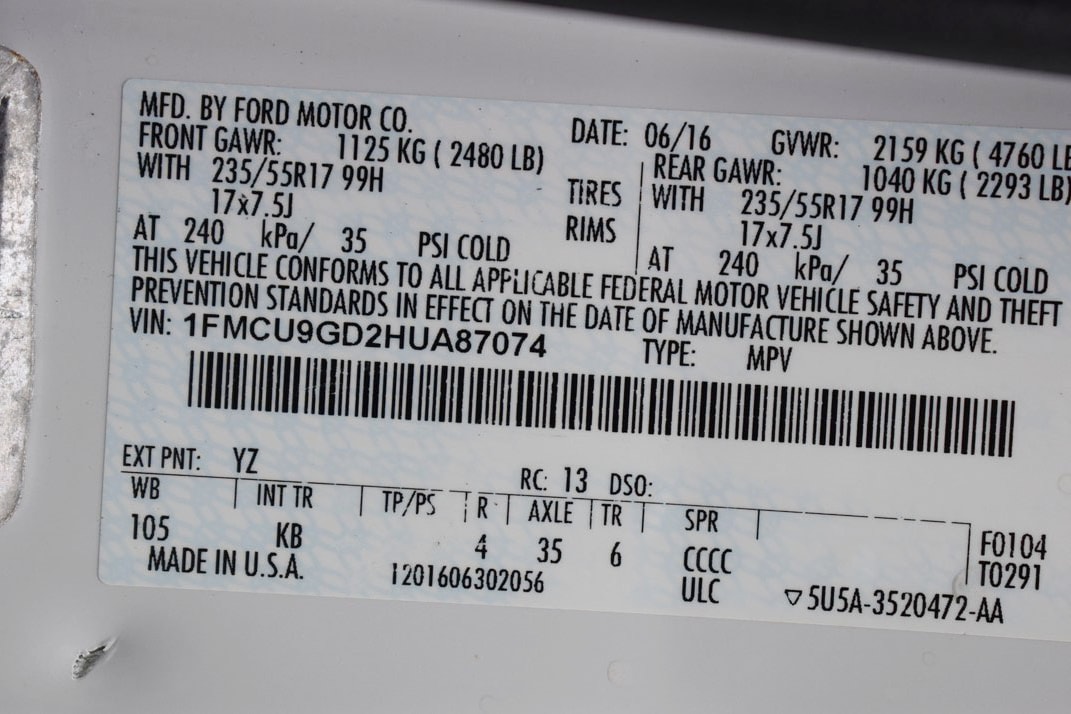 MFD. BY FORD MOTOR CO.
DATE: 06/16 GVWR: 2159 KG ( 4760 LB
FRONT GAWR: 1125 KG ( 2480 LB) REAR GAWR: 1040 KG ( 2293 LB)
WITH 235/55R17 99H TIRES WITH 235/55R17 99H
17x7.5J RIMS 17x7.5J
AT 240 kPa/ 35 PSI COLD AT 240 kPa/ 35 PSI COLD
THIS VEHICLE CONFORMS TO ALL APPLICABLE FEDERAL MOTOR VEHICLE SAFETY AND THEFT
PREVENTION STANDARDS IN EFFECT ON THE DATE OF MANUFACTURE SHOWN ABOVE.
VIN: 1FMCU9GD2HUA87074 TYPE: MPV
EXT PNT: YZ RC: 13 DSO:
WB INT TR TP/PS R AXLE TR SPR
105 KB 4 35 6 CCCC F0104
MADE IN U.S.A. 1201606302056 ULC T0291
▽5U5A-3520472-AA